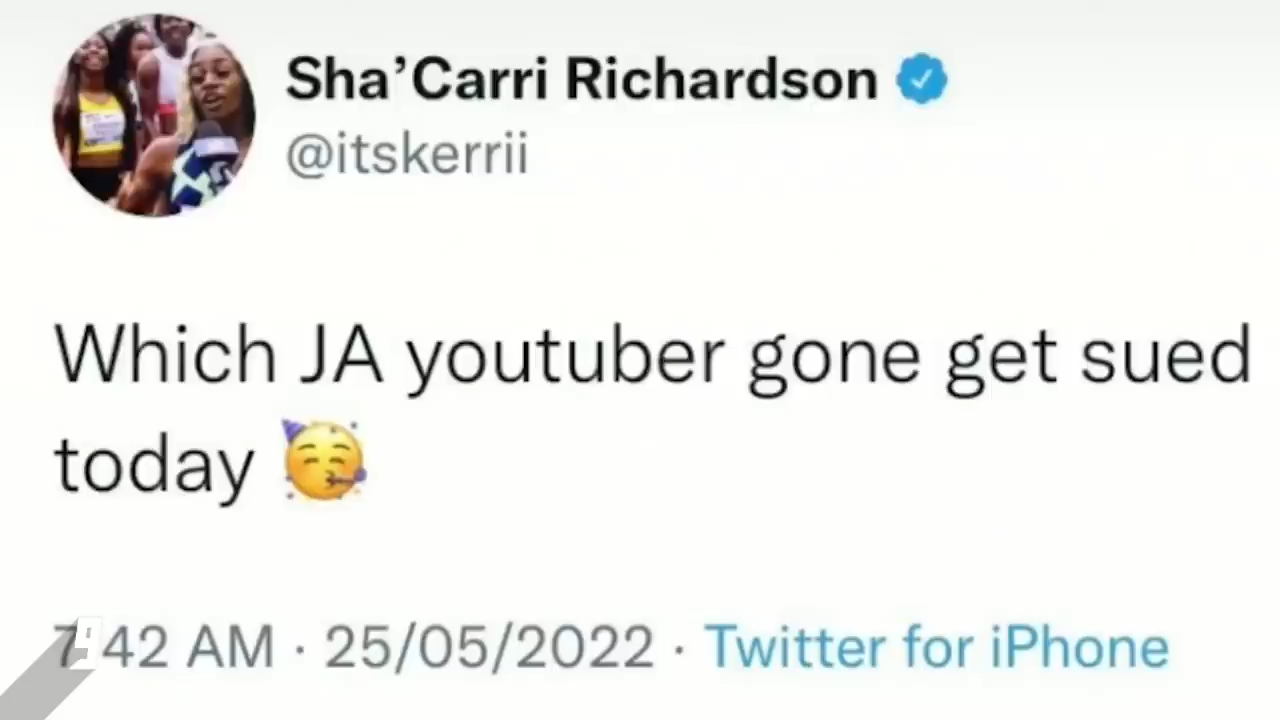 Sha’Carri Richardson
@itskerrii
Which JA youtuber gone get sued
today 🥳
7:42 AM · 25/05/2022 · Twitter for iPhone